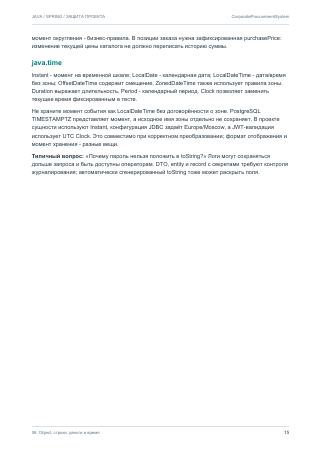 JAVA / SPRING / ЗАЩИТА ПРОЕКТА
CorporateProcurementSystem
момент округления - бизнес-правила. В позиции заказа нужна зафиксированная purchasePrice:
изменение текущей цены каталога не должно переписать историю суммы.
java.time
Instant - момент на временной шкале; LocalDate - календарная дата; LocalDateTime - дата/время
без зоны; OffsetDateTime содержит смещение, ZonedDateTime также использует правила зоны.
Duration выражает длительность, Period - календарный период. Clock позволяет заменить
текущее время фиксированным в тесте.
Не храните момент события как LocalDateTime без договорённости о зоне. PostgreSQL
TIMESTAMPTZ представляет момент, а исходное имя зоны отдельно не сохраняет. В проекте
сущности используют Instant, конфигурация JDBC задаёт Europe/Moscow, а JWT-валидация
использует UTC Clock. Это совместимо при корректном преобразовании; формат отображения и
момент хранения - разные вещи.
Типичный вопрос: «Почему пароль нельзя положить в toString?» Логи могут сохраняться
дольше запроса и быть доступны операторам. DTO, entity и record с секретами требуют контроля
журналирования; автоматически сгенерированный toString тоже может раскрыть поля.
15